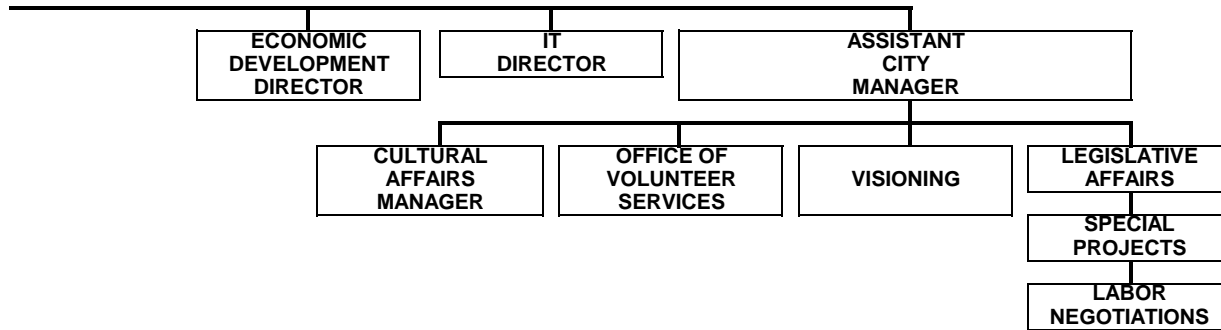 ECONOMIC
DEVELOPMENT
DIRECTOR
IT
DIRECTOR
ASSISTANT
CITY
MANAGER
CULTURAL
AFFAIRS
MANAGER
OFFICE OF
VOLUNTEER
SERVICES
VISIONING
LEGISLATIVE
AFFAIRS
SPECIAL
PROJECTS
LABOR
NEGOTIATIONS